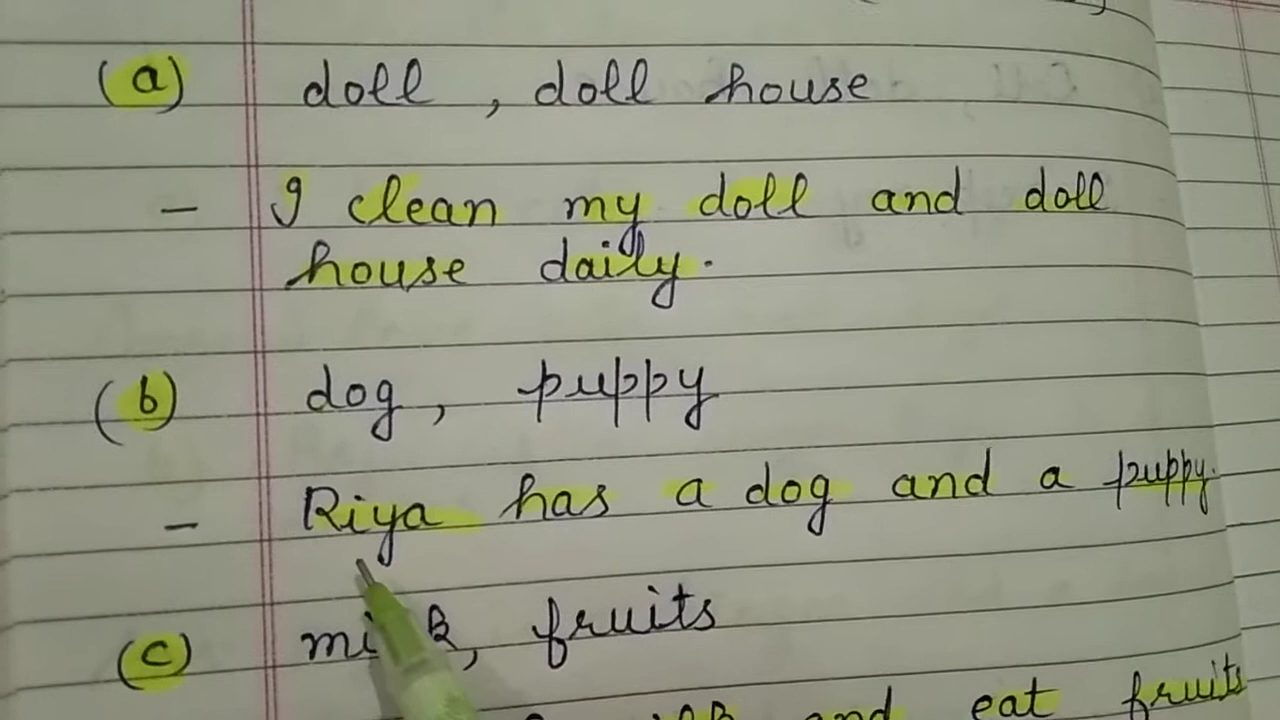 (a) doll , doll house
- I clean my doll and doll
house daily.
(b) dog, puppy
- Riya has a dog and a puppy.
(c) fruits
and eat fruits